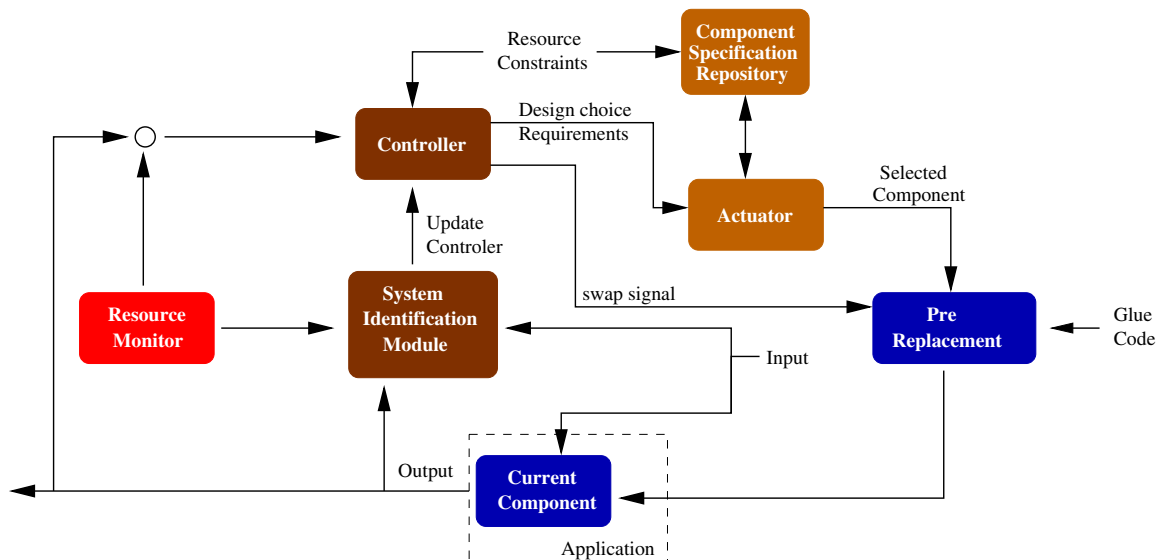 Resource
Constraints
Component
Specification
Repository
Design choice
Requirements
Controller
Selected
Component
Actuator
Update
Controler
System
Identification
Module
swap signal
Resource
Monitor
Pre
Replacement
Glue
Code
Input
Output
Current
Component
Application